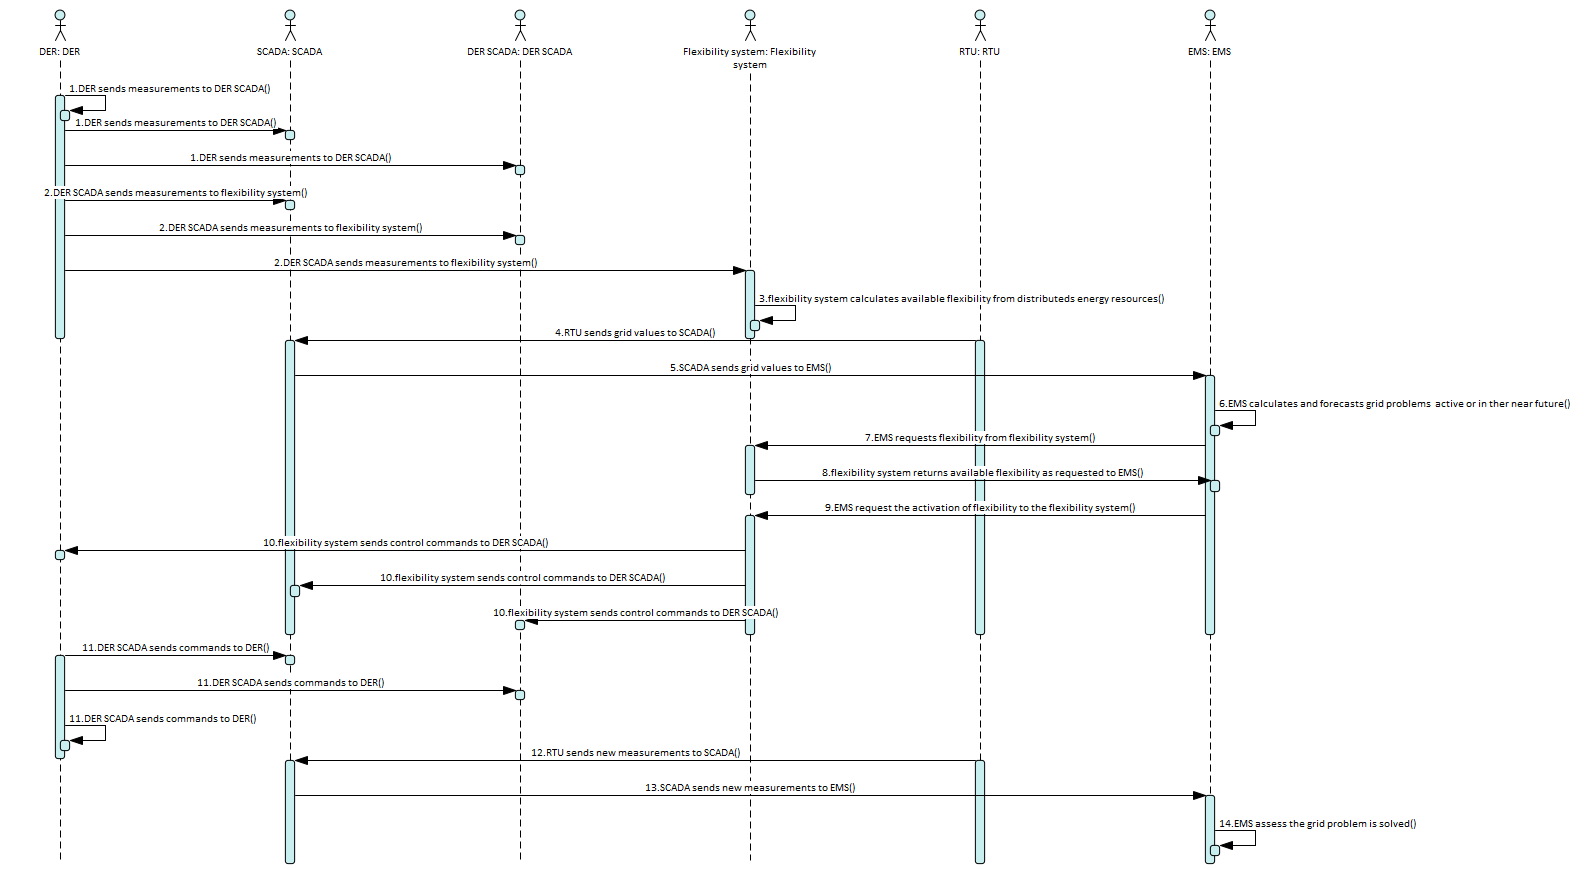 DER: DER
SCADA: SCADA
DER SCADA: DER SCADA
Flexibility system: Flexibility
system
RTU: RTU
EMS: EMS
1.DER sends measurements to DER SCADA()
1.DER sends measurements to DER SCADA()
1.DER sends measurements to DER SCADA()
2.DER SCADA sends measurements to flexibility system()
2.DER SCADA sends measurements to flexibility system()
2.DER SCADA sends measurements to flexibility system()
3.flexibility system calculates available flexibility from distributeds energy resources()
4.RTU sends grid values to SCADA()
5.SCADA sends grid values to EMS()
6.EMS calculates and forecasts grid problems  active or in ther near future()
7.EMS requests flexibility from flexibility system()
8.flexibility system returns available flexibility as requested to EMS()
9.EMS request the activation of flexibility to the flexibility system()
10.flexibility system sends control commands to DER SCADA()
10.flexibility system sends control commands to DER SCADA()
10.flexibility system sends control commands to DER SCADA()
11.DER SCADA sends commands to DER()
11.DER SCADA sends commands to DER()
11.DER SCADA sends commands to DER()
12.RTU sends new measurements to SCADA()
13.SCADA sends new measurements to EMS()
14.EMS assess the grid problem is solved()